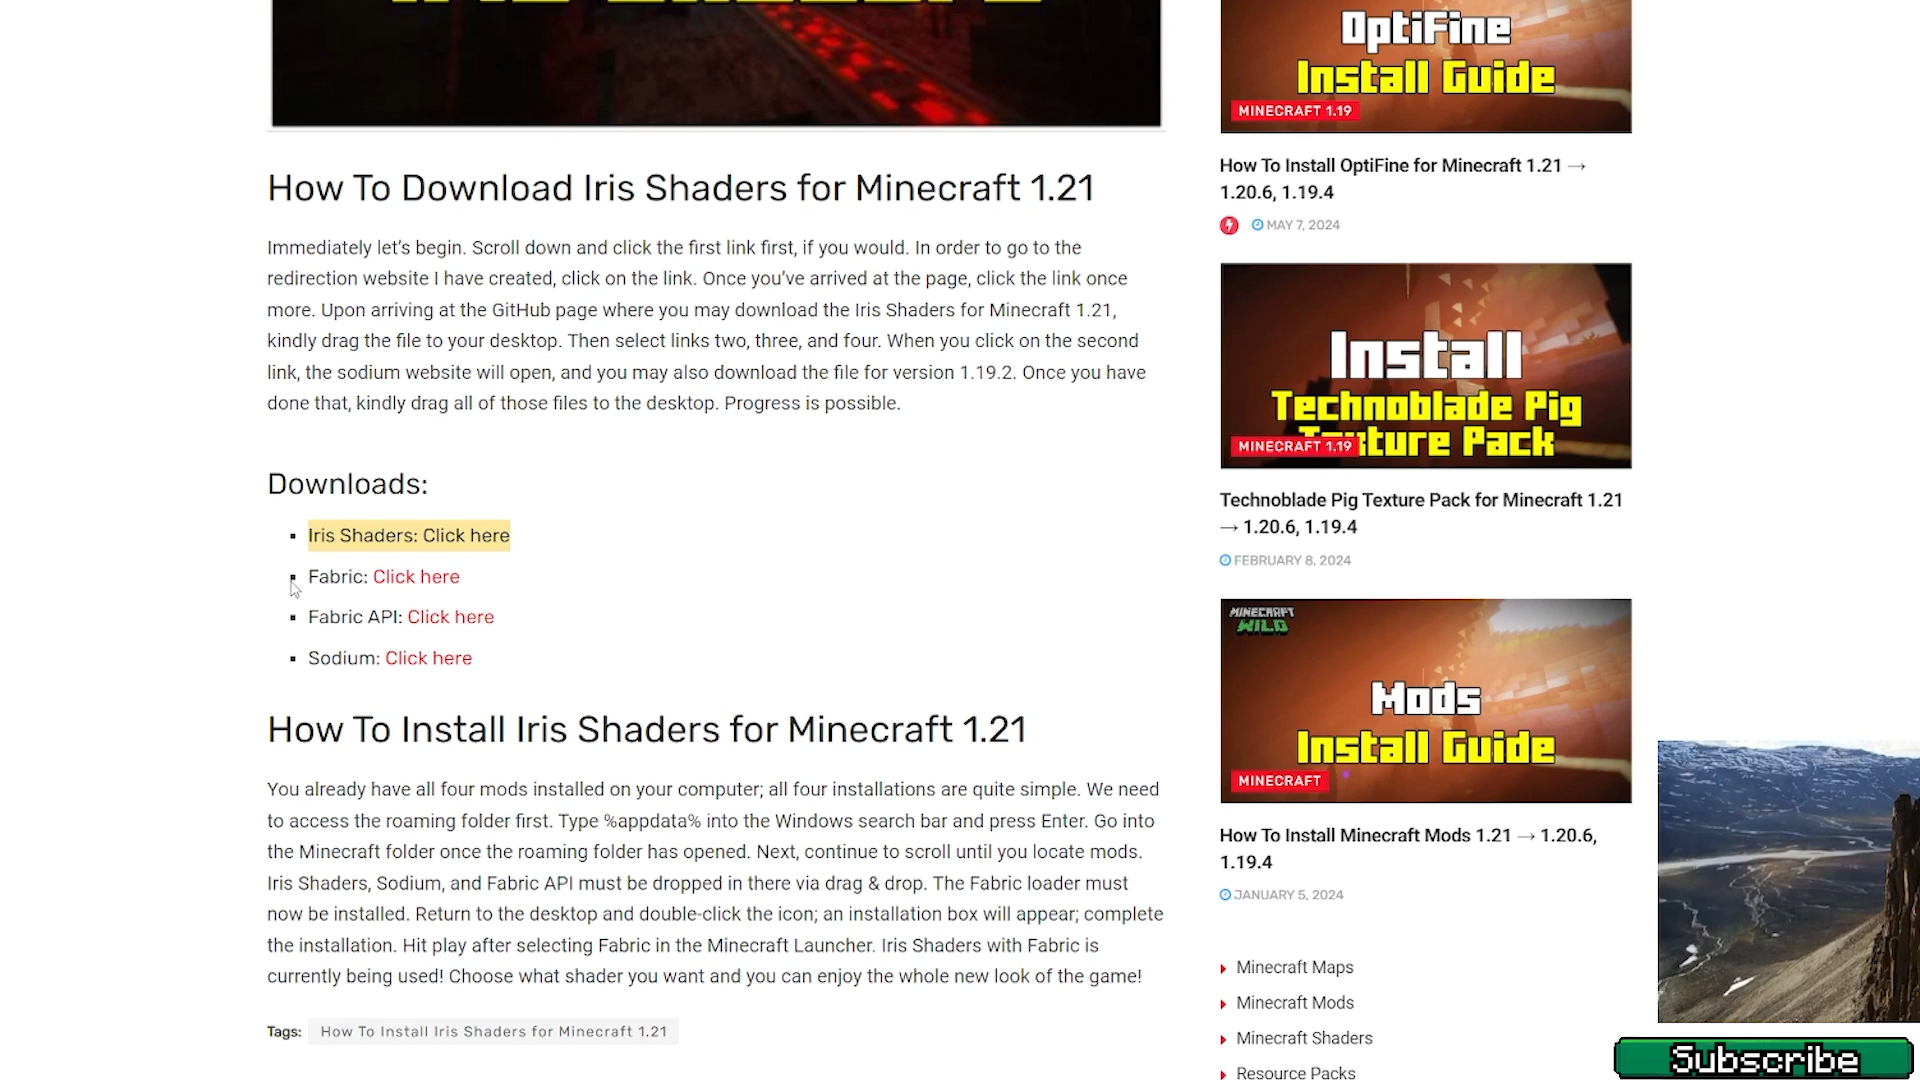 How To Download Iris Shaders for Minecraft 1.21
Immediately let’s begin. Scroll down and click the first link first, if you would. In order to go to the
redirection website I have created, click on the link. Once you’ve arrived at the page, click the link once
more. Upon arriving at the GitHub page where you may download the Iris Shaders for Minecraft 1.21,
kindly drag the file to your desktop. Then select links two, three, and four. When you click on the second
link, the sodium website will open, and you may also download the file for version 1.19.2. Once you have
done that, kindly drag all of those files to the desktop. Progress is possible.
Downloads:
Iris Shaders: Click here
Fabric: Click here
Fabric API: Click here
Sodium: Click here
How To Install Iris Shaders for Minecraft 1.21
You already have all four mods installed on your computer; all four installations are quite simple. We need
to access the roaming folder first. Type %appdata% into the Windows search bar and press Enter. Go into
the Minecraft folder once the roaming folder has opened. Next, continue to scroll until you locate mods.
Iris Shaders, Sodium, and Fabric API must be dropped in there via drag & drop. The Fabric loader must
now be installed. Return to the desktop and double-click the icon; an installation box will appear; complete
the installation. Hit play after selecting Fabric in the Minecraft Launcher. Iris Shaders with Fabric is
currently being used! Choose what shader you want and you can enjoy the whole new look of the game!
Tags: How To Install Iris Shaders for Minecraft 1.21
OptiFine
Install Guide
MINECRAFT 1.19
How To Install OptiFine for Minecraft 1.21 →
1.20.6, 1.19.4
MAY 7, 2024
Install
Technoblade Pig
Texture Pack
MINECRAFT 1.19
Technoblade Pig Texture Pack for Minecraft 1.21
→ 1.20.6, 1.19.4
FEBRUARY 8, 2024
MINECRAFT
WILD
Mods
Install Guide
MINECRAFT
How To Install Minecraft Mods 1.21 → 1.20.6,
1.19.4
JANUARY 5, 2024
Minecraft Maps
Minecraft Mods
Minecraft Shaders
Resource Packs
Subscribe